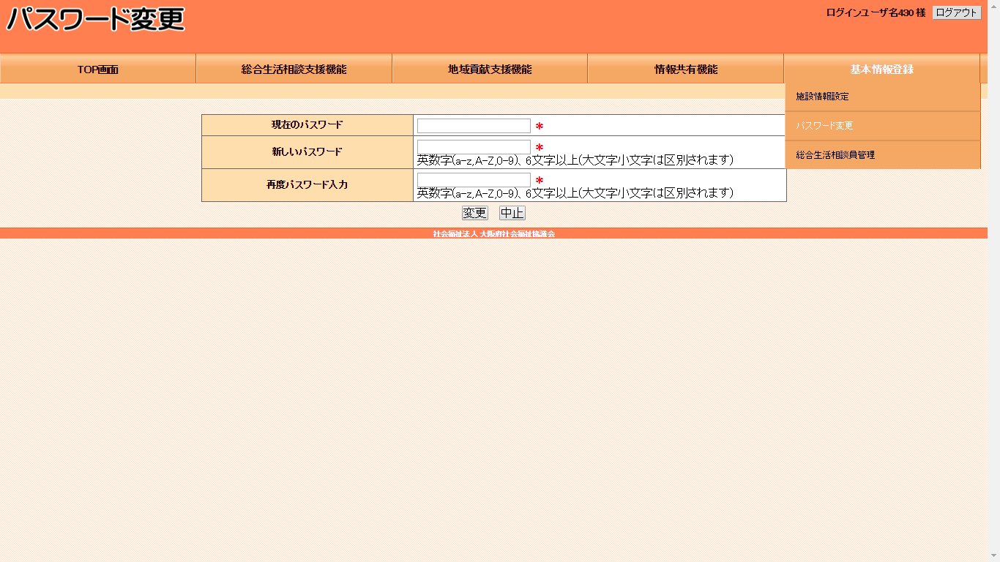 パスワード変更
ログインユーザ名430 様 ログアウト
TOP画面 総合生活相談支援機能 地域貢献支援機能 情報共有機能 基本情報登録
施設情報設定
パスワード変更
総合生活相談員管理
現在のパスワード *
新しいパスワード *
英数字(a-z,A-Z,0-9)、6文字以上(大文字小文字は区別されます)
再度パスワード入力 *
英数字(a-z,A-Z,0-9)、6文字以上(大文字小文字は区別されます)
変更 中止
社会福祉法人 大阪府社会福祉協議会